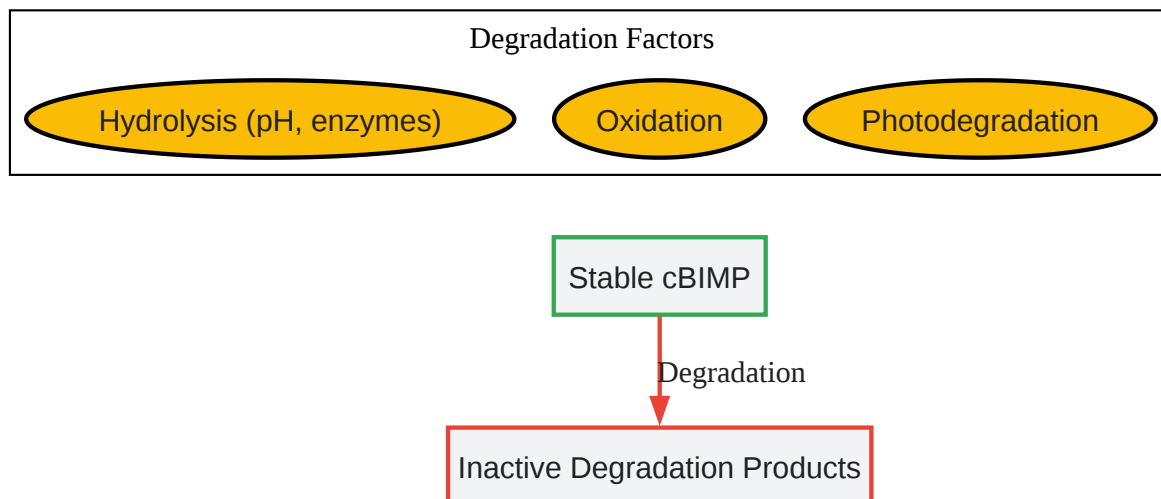 Degradation Factors
Hydrolysis (pH, enzymes)
Oxidation
Photodegradation
Stable cBIMP
Degradation
Inactive Degradation Products